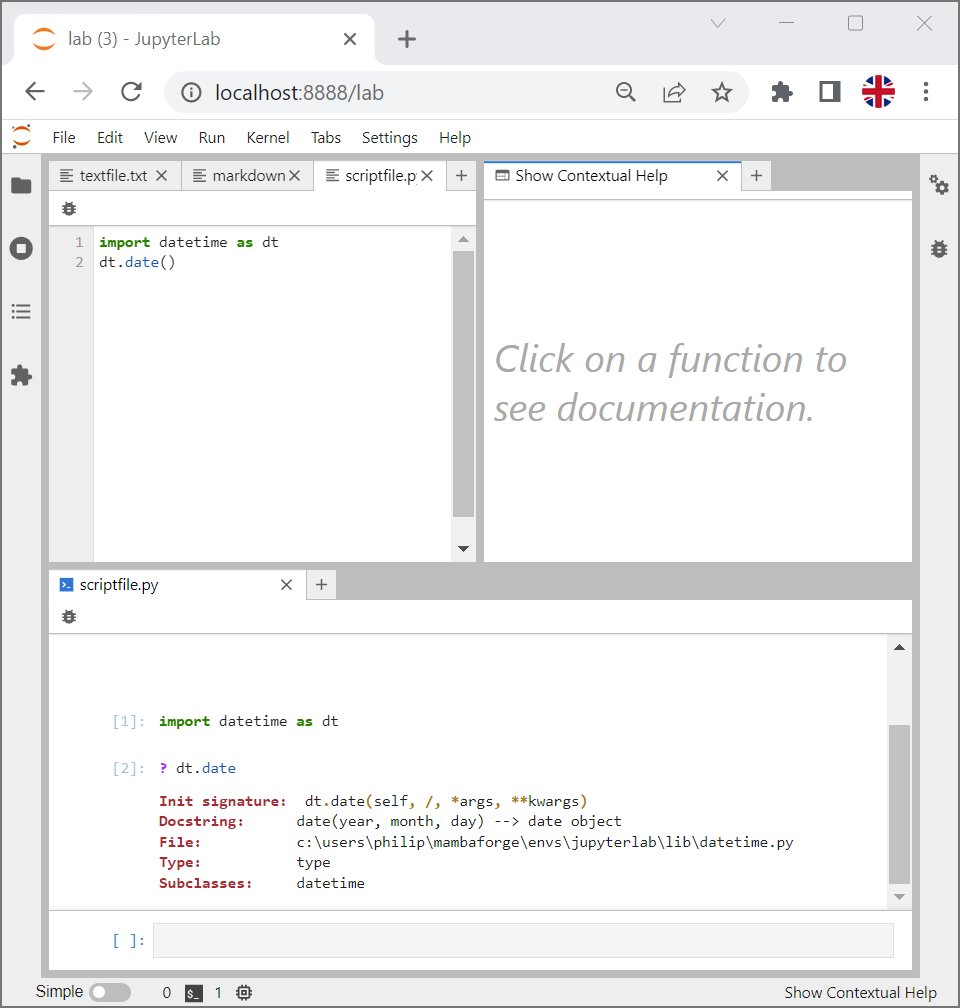 lab (3) - JupyterLab
localhost:8888/lab
File Edit View Run Kernel Tabs Settings Help
textfile.txt markdown scriptfile.p Show Contextual Help
1 import datetime as dt
2 dt.date()
Click on a function to
see documentation.
scriptfile.py
[1]: import datetime as dt
[2]: ? dt.date
Init signature: dt.date(self, /, *args, **kwargs)
Docstring: date(year, month, day) --> date object
File: c:\users\philip\mambaforge\envs\jupyterlab\lib\datetime.py
Type: type
Subclasses: datetime
[ ]:
Simple 0 $_ 1 Show Contextual Help